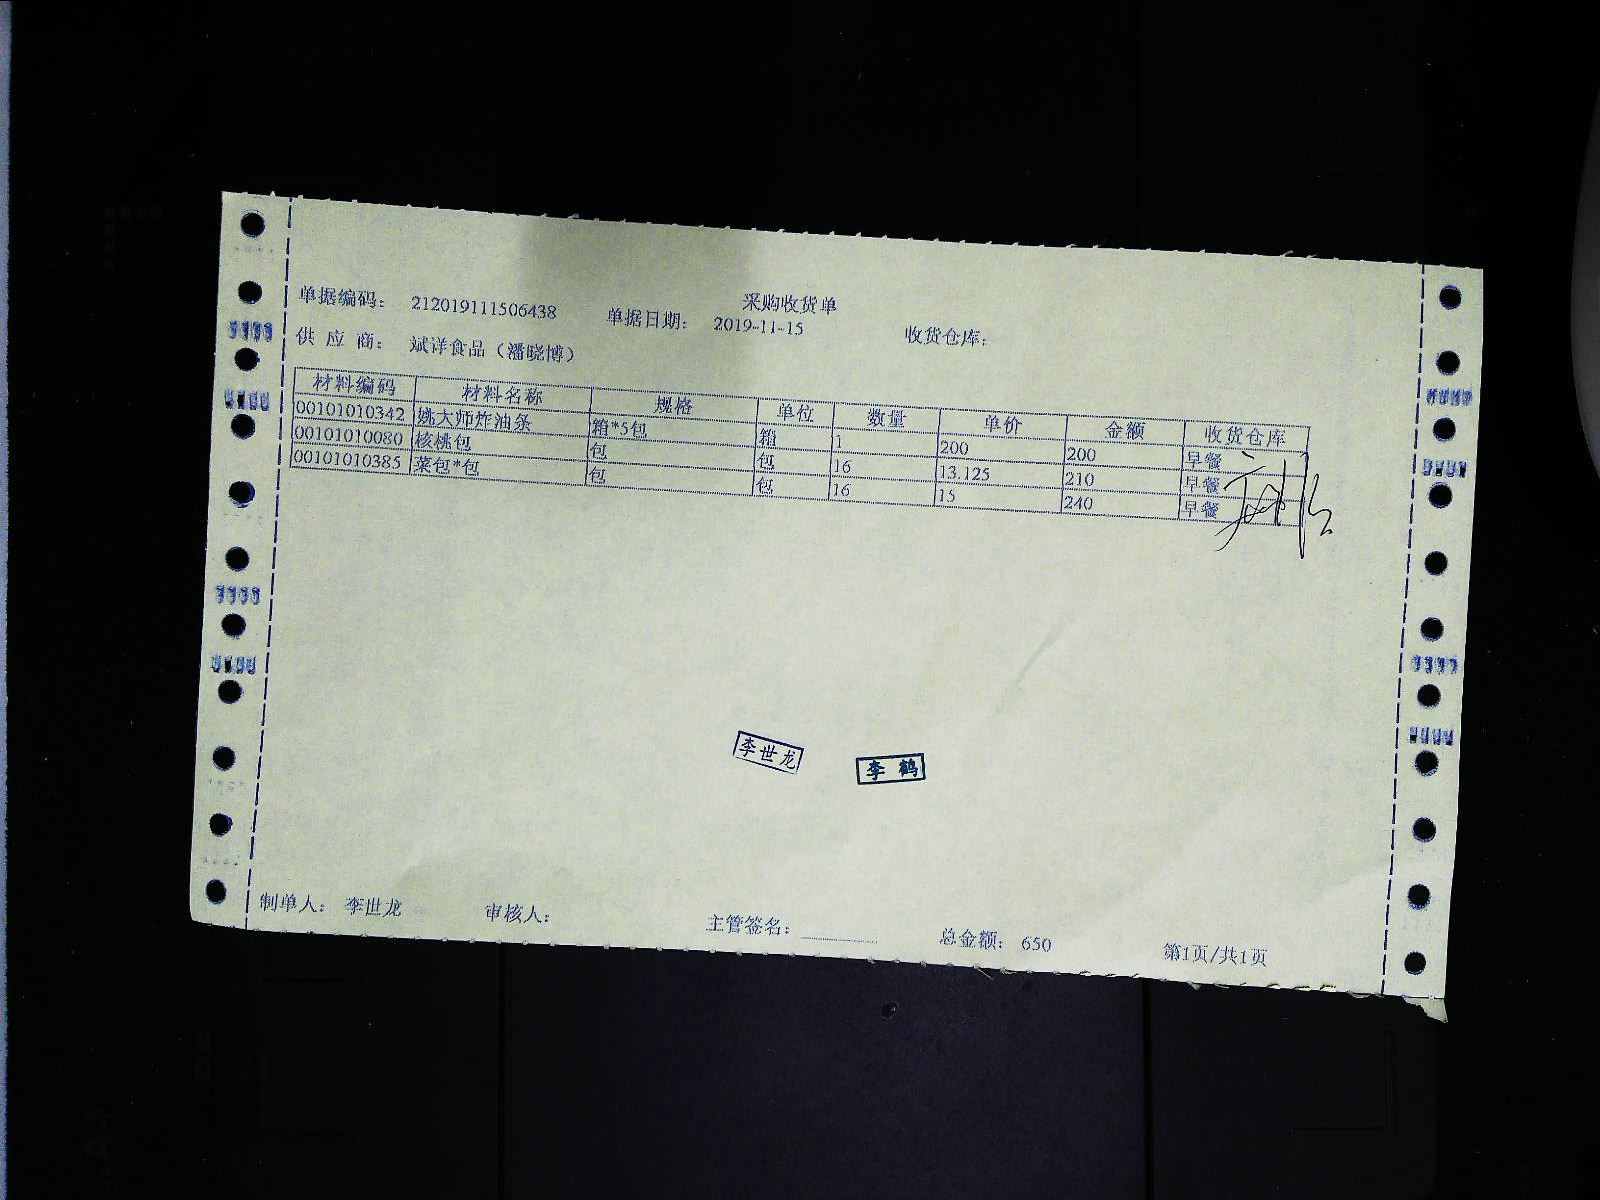 采购收货单
单据编码： 212019111506438 单据日期： 2019-11-15 收货仓库：
供 应 商： 斌详食品（潘晓博）
材料编码 材料名称 规格 单位 数量 单价 金额 收货仓库
00101010342 姚大师炸油条 箱*5包 箱 1 200 200 早餐
00101010080 核桃包 包 包 16 13.125 210 早餐
00101010385 菜包*包 包 包 16 15 240 早餐
李世龙 李鹤
制单人： 李世龙 审核人： 主管签名： 总金额： 650 第1页/共1页